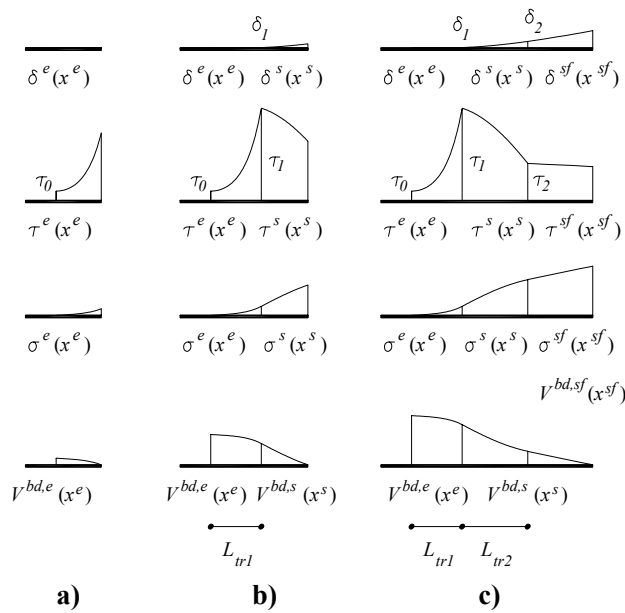 δ₁ δ₁ δ₂
δᵉ(xᵉ) δᵉ(xᵉ) δˢ(xˢ) δᵉ(xᵉ) δˢ(xˢ) δˢᶠ(xˢᶠ)
τ₀ τ₀ τ₁ τ₀ τ₁ τ₂
τᵉ(xᵉ) τᵉ(xᵉ) τˢ(xˢ) τᵉ(xᵉ) τˢ(xˢ) τˢᶠ(xˢᶠ)
σᵉ(xᵉ) σᵉ(xᵉ) σˢ(xˢ) σᵉ(xᵉ) σˢ(xˢ) σˢᶠ(xˢᶠ)
Vᵇᵈ,ˢᶠ(xˢᶠ)
Vᵇᵈ,ᵉ(xᵉ) Vᵇᵈ,ᵉ(xᵉ) Vᵇᵈ,ˢ(xˢ) Vᵇᵈ,ᵉ(xᵉ) Vᵇᵈ,ˢ(xˢ)
Lₜᵣ₁ Lₜᵣ₁ Lₜᵣ₂
a) b) c)